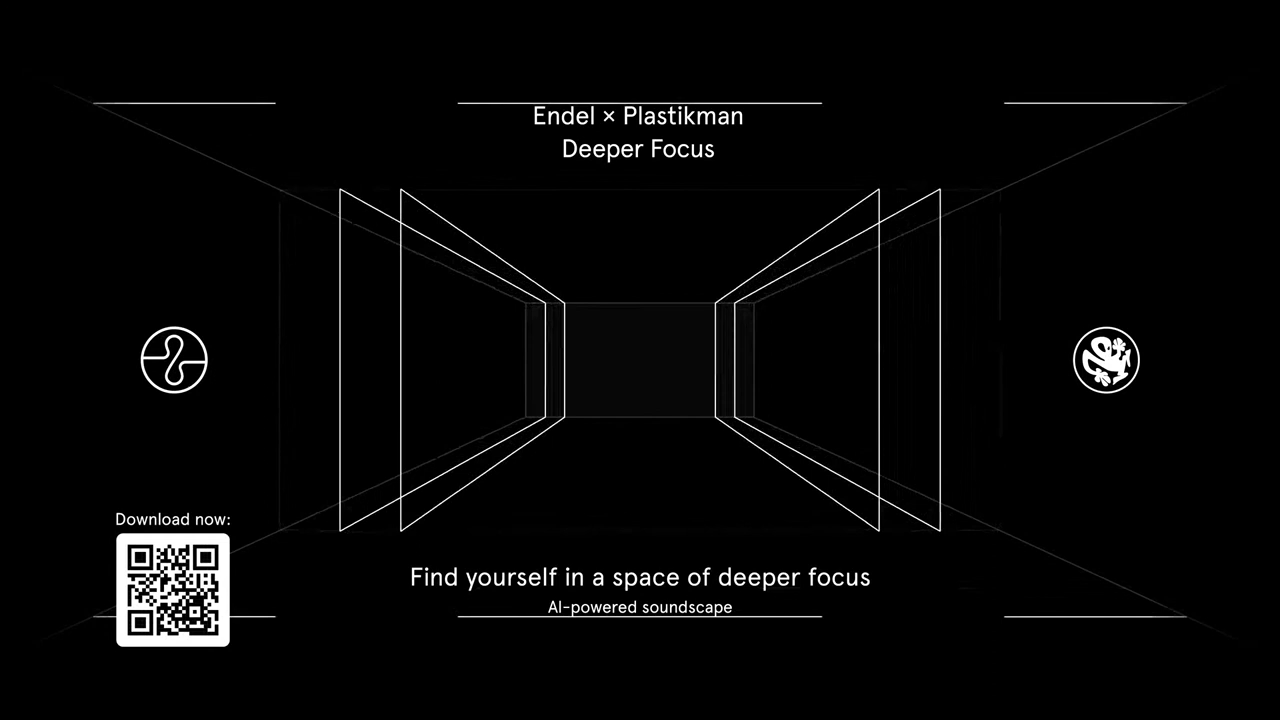 Endel × Plastikman
Deeper Focus
Download now:
Find yourself in a space of deeper focus
AI-powered soundscape